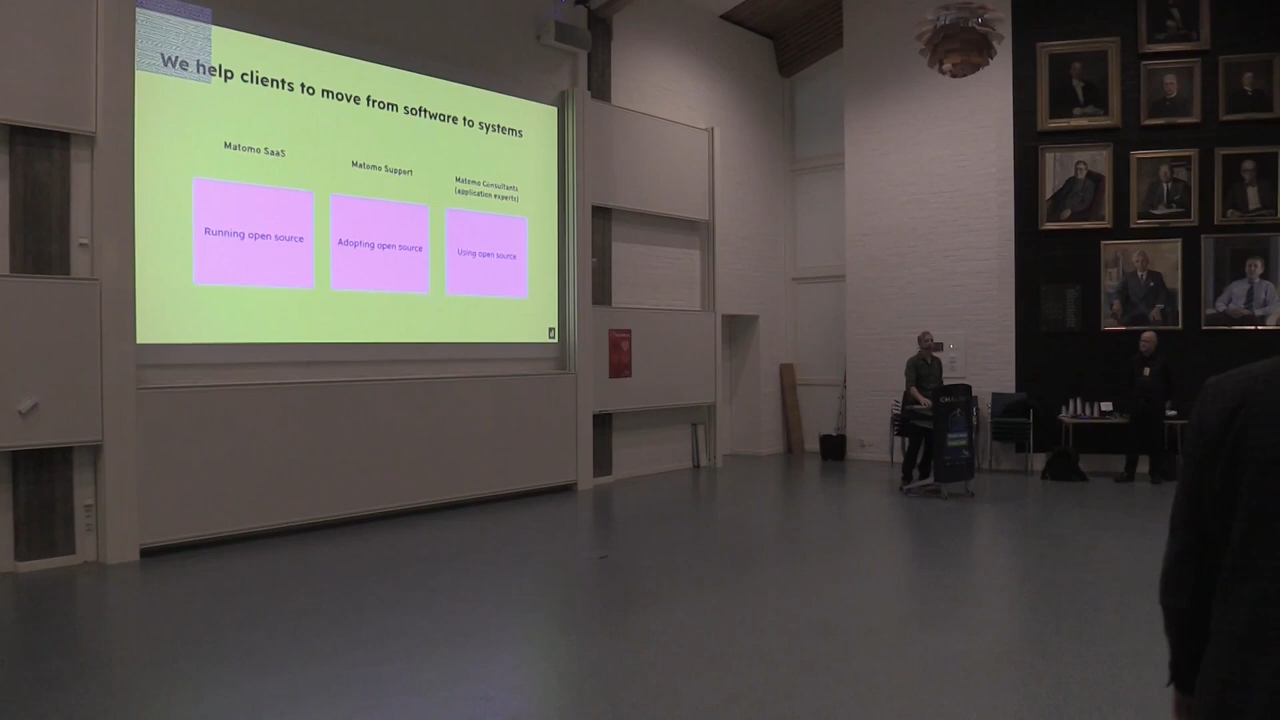 We help clients to move from software to systems
Matomo SaaS
Matomo Support
Matomo Consultants
(application experts)
Running open source
Adopting open source
Using open source